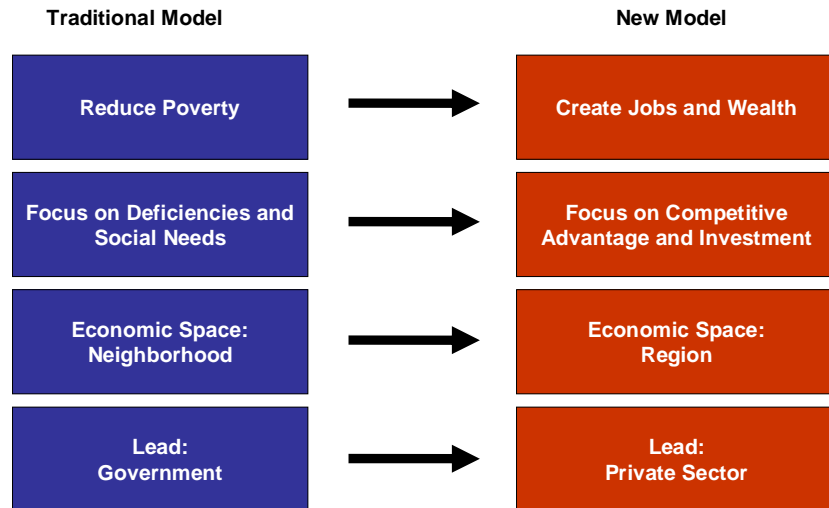 Traditional Model
New Model
Reduce Poverty
Create Jobs and Wealth
Focus on Deficiencies and
Social Needs
Focus on Competitive
Advantage and Investment
Economic Space:
Neighborhood
Economic Space:
Region
Lead:
Government
Lead:
Private Sector